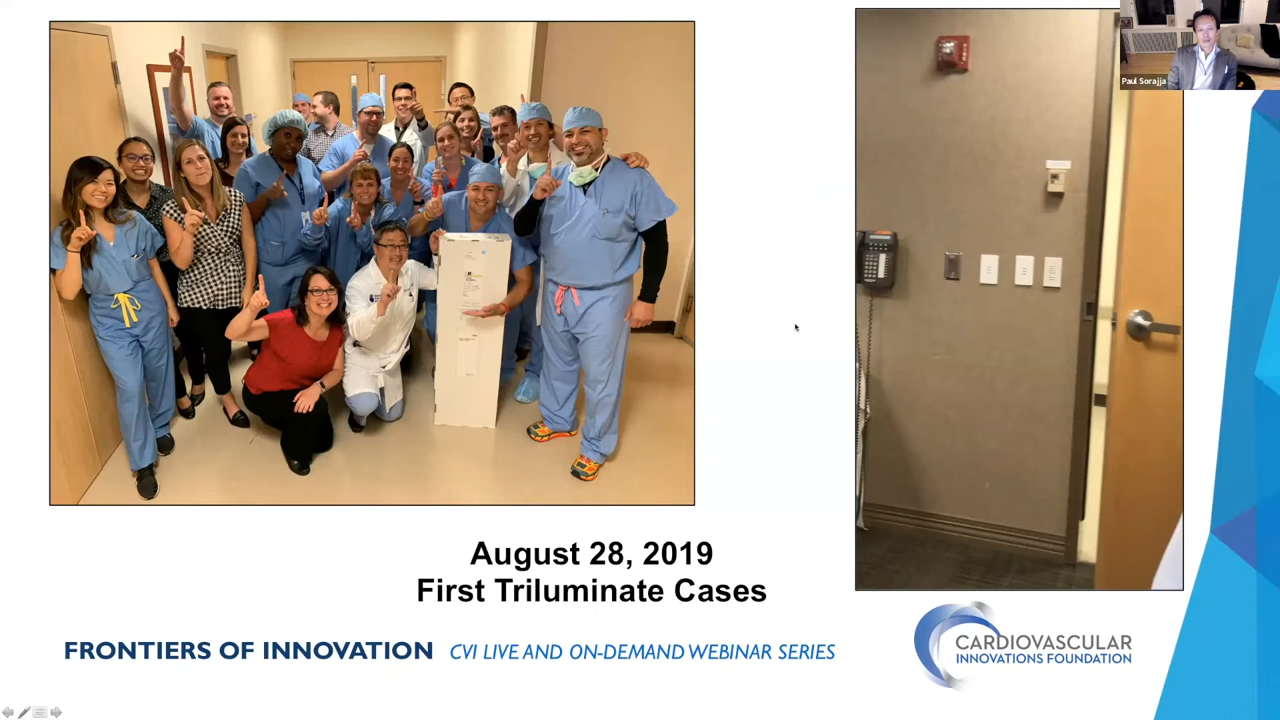 Paul Sorajja
August 28, 2019
First Triluminate Cases
FRONTIERS OF INNOVATION CVI LIVE AND ON-DEMAND WEBINAR SERIES
CARDIOVASCULAR
INNOVATIONS FOUNDATION